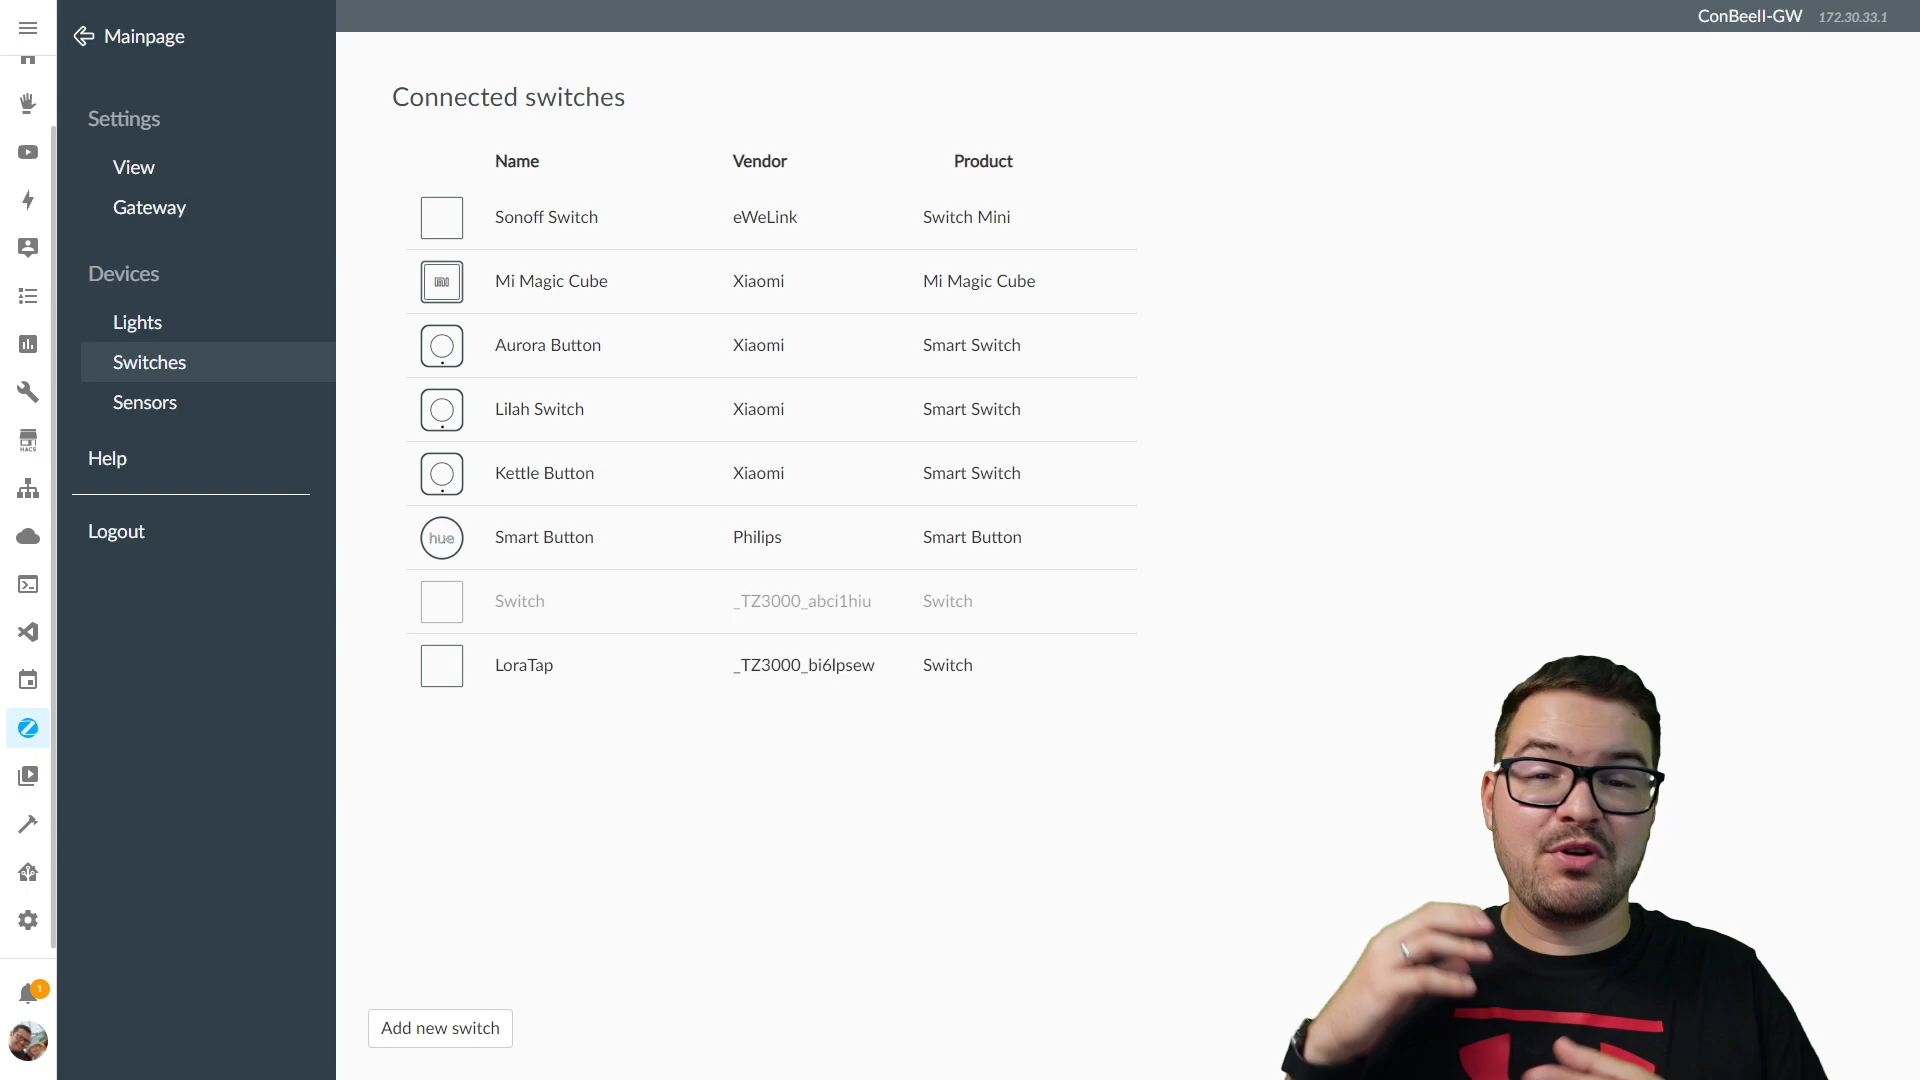 Mainpage
ConBeeII-GW 172.30.33.1
Settings
View
Gateway
Devices
Lights
Switches
Sensors
Help
Logout
HACS
1
Connected switches
Name Vendor Product
Sonoff Switch eWeLink Switch Mini
MI Mi Magic Cube Xiaomi Mi Magic Cube
Aurora Button Xiaomi Smart Switch
Lilah Switch Xiaomi Smart Switch
Kettle Button Xiaomi Smart Switch
hue Smart Button Philips Smart Button
Switch _TZ3000_abci1hiu Switch
LoraTap _TZ3000_bi6lpsew Switch
Add new switch